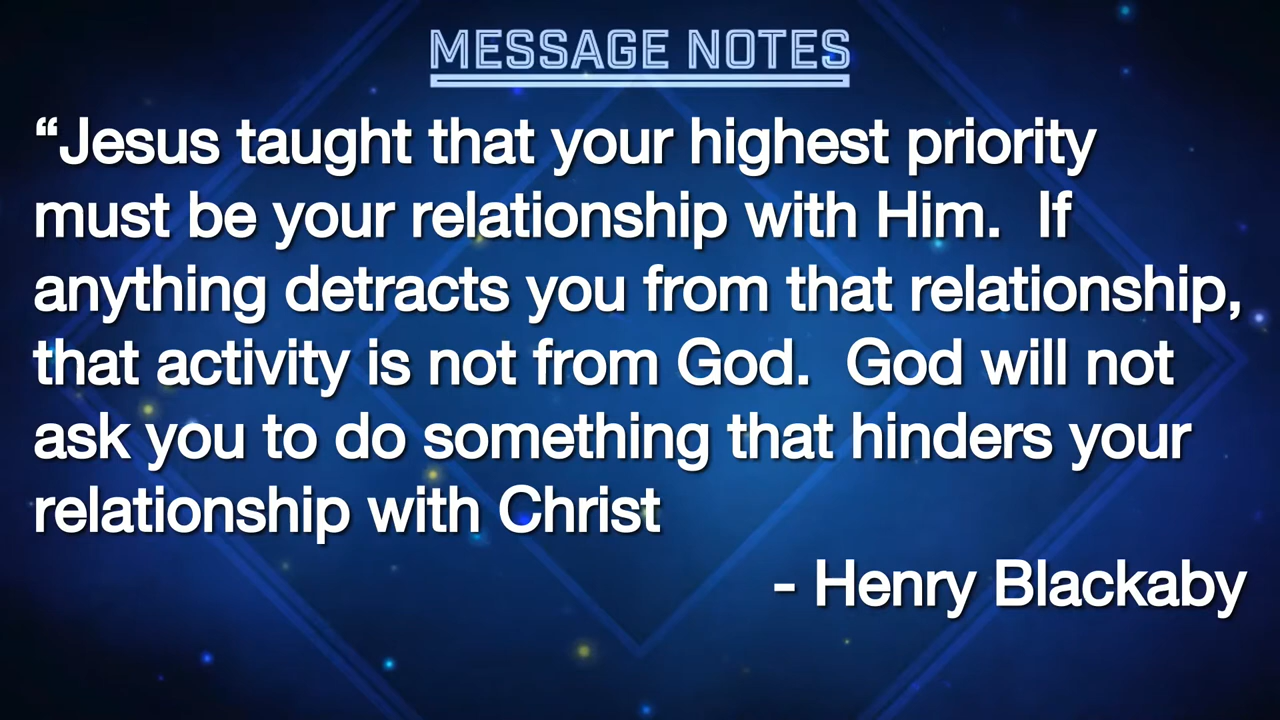 MESSAGE NOTES
“Jesus taught that your highest priority
must be your relationship with Him.  If
anything detracts you from that relationship,
that activity is not from God.  God will not
ask you to do something that hinders your
relationship with Christ
- Henry Blackaby